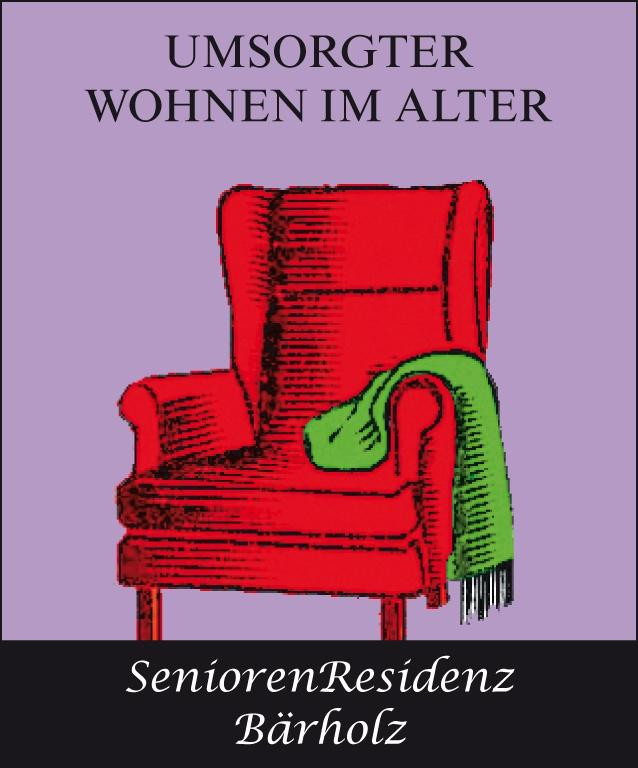 UMSORGTER
WOHNEN IM ALTER
SeniorenResidenz
Bärholz